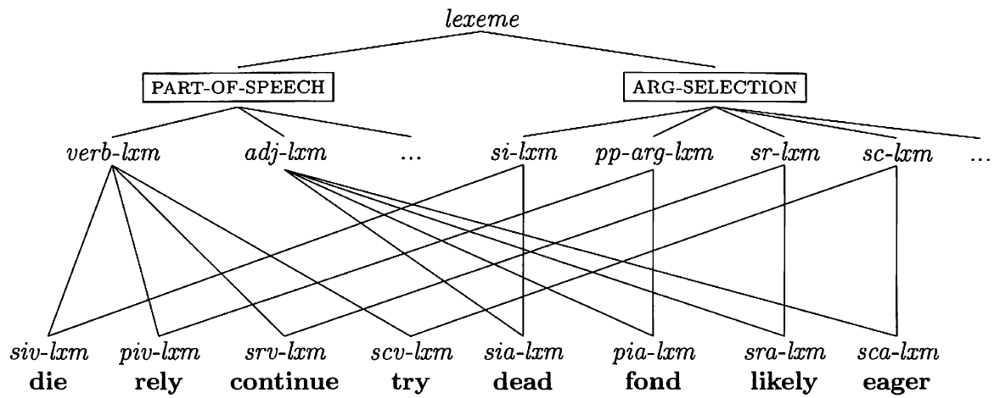 lexeme
PART-OF-SPEECH ARG-SELECTION
verb-lxm adj-lxm ... si-lxm pp-arg-lxm sr-lxm sc-lxm ...
siv-lxm piv-lxm srv-lxm scv-lxm sia-lxm pia-lxm sra-lxm sca-lxm
die rely continue try dead fond likely eager